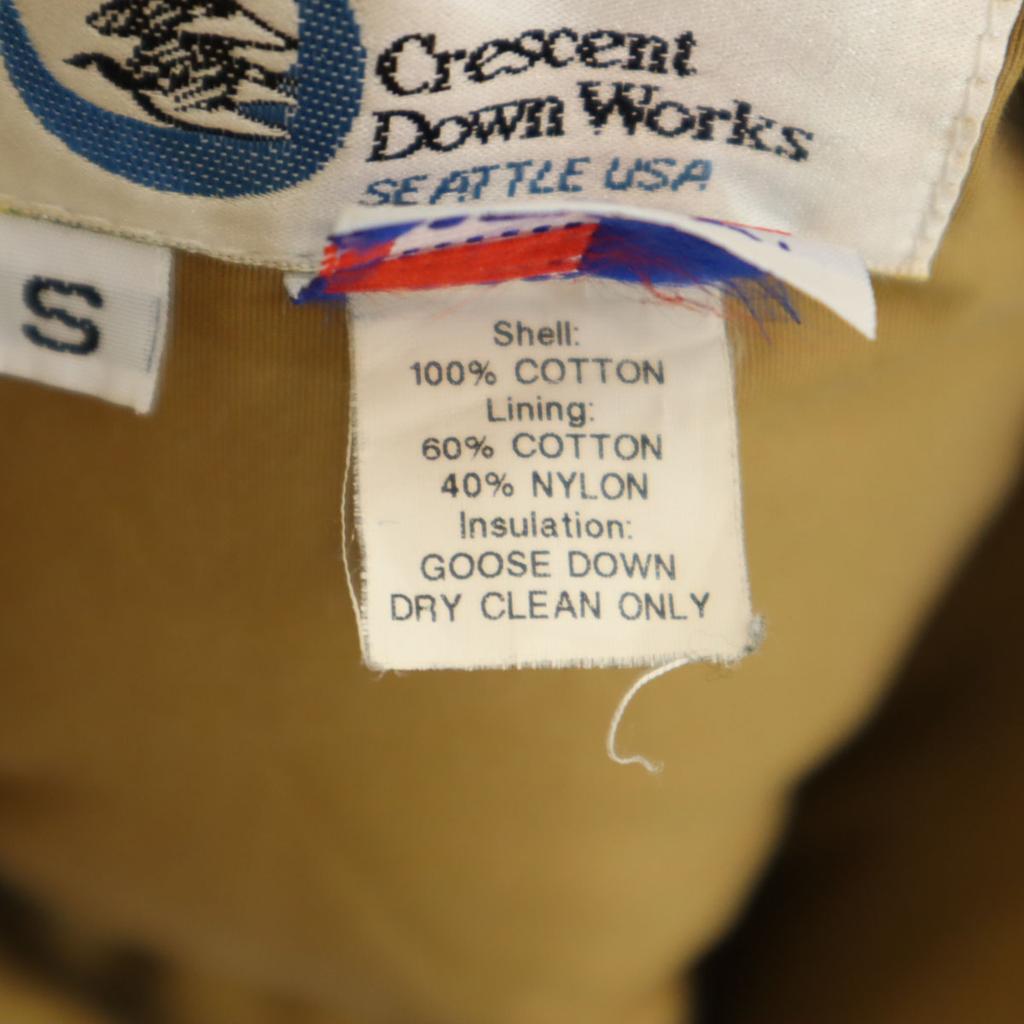 Crescent
Down Works
SEATTLE USA
S
Shell:
100% COTTON
Lining:
60% COTTON
40% NYLON
Insulation:
GOOSE DOWN
DRY CLEAN ONLY